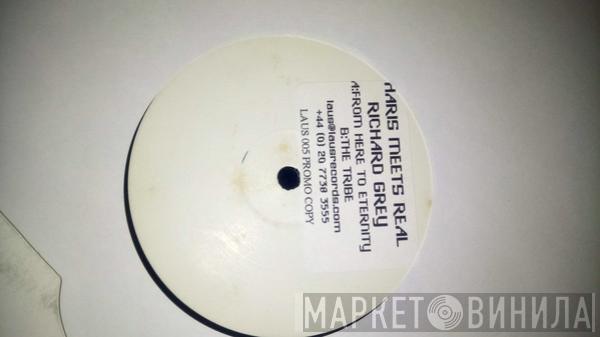 HARIS MEETS REAL
RICHARD GREY
A:FROM HERE TO ETERNITY
B:THE TRIBE
laus@lausrecords.com
+44 (0) 20 7738 3555
LAUS 005 PROMO COPY
МАРКЕТ ВИНИЛА